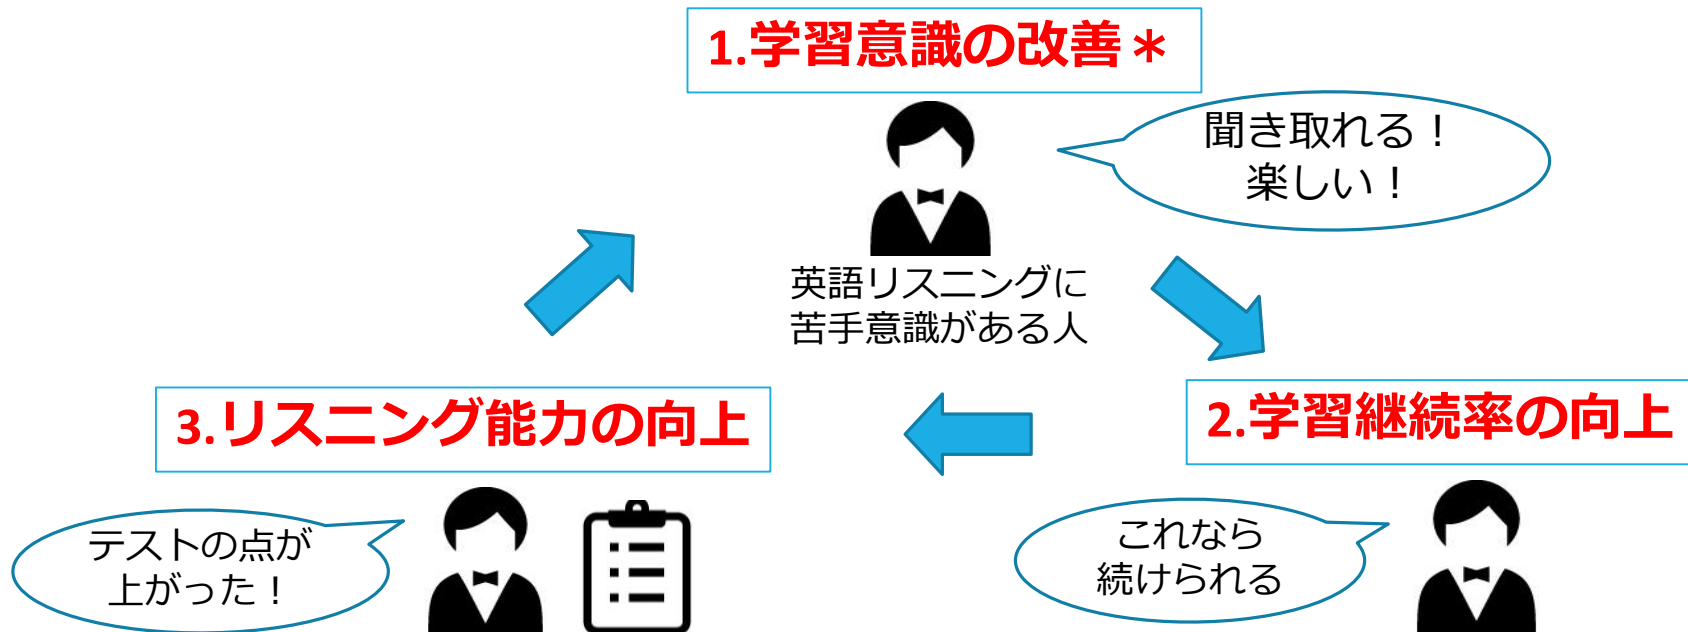 1.学習意識の改善＊
聞き取れる！
楽しい！
英語リスニングに
苦手意識がある人
3.リスニング能力の向上
2.学習継続率の向上
テストの点が
上がった！
これなら
続けられる